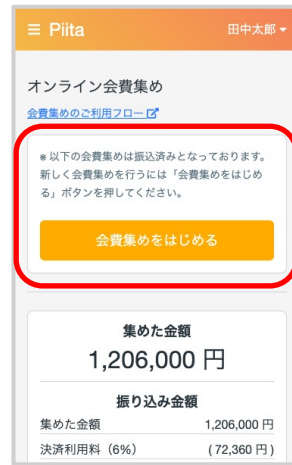 Piita
田中太郎
オンライン会費集め
会費集めのご利用フロー
※以下の会費集めは振込済みとなっております。
新しく会費集めを行うには「会費集めをはじめ
る」ボタンを押してください。
会費集めをはじめる
集めた金額
1,206,000 円
振り込み金額
集めた金額 1,206,000 円
決済利用料（6%） ( 72,360 円 )